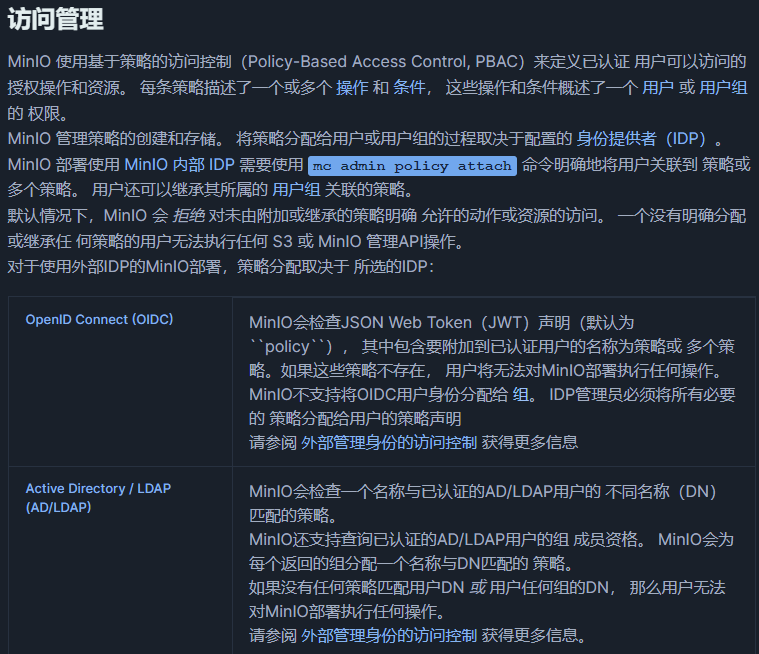 访问管理
MinIO 使用基于策略的访问控制（Policy-Based Access Control, PBAC）来定义已认证 用户可以访问的
授权操作和资源。 每条策略描述了一个或多个 操作 和 条件， 这些操作和条件概述了一个 用户 或 用户组
的 权限。
MinIO 管理策略的创建和存储。 将策略分配给用户或用户组的过程取决于配置的 身份提供者（IDP）。
MinIO 部署使用 MinIO 内部 IDP 需要使用 mc admin policy attach 命令明确地将用户关联到 策略或
多个策略。 用户还可以继承其所属的 用户组 关联的策略。
默认情况下，MinIO 会 拒绝 对未由附加或继承的策略明确 允许的动作或资源的访问。 一个没有明确分配
或继承任 何策略的用户无法执行任何 S3 或 MinIO 管理API操作。
对于使用外部IDP的MinIO部署，策略分配取决于 所选的IDP：
OpenID Connect (OIDC)
MinIO会检查JSON Web Token（JWT）声明（默认为
``policy``）， 其中包含要附加到已认证用户的名称为策略或 多个策
略。如果这些策略不存在， 用户将无法对MinIO部署执行任何操作。
MinIO不支持将OIDC用户身份分配给 组。 IDP管理员必须将所有必要
的 策略分配给用户的策略声明
请参阅 外部管理身份的访问控制 获得更多信息
Active Directory / LDAP
(AD/LDAP)
MinIO会检查一个名称与已认证的AD/LDAP用户的 不同名称（DN）
匹配的策略。
MinIO还支持查询已认证的AD/LDAP用户的组 成员资格。 MinIO会为
每个返回的组分配一个名称与DN匹配的 策略。
如果没有任何策略匹配用户DN 或 用户任何组的DN， 那么用户无法
对MinIO部署执行任何操作。
请参阅 外部管理身份的访问控制 获得更多信息。